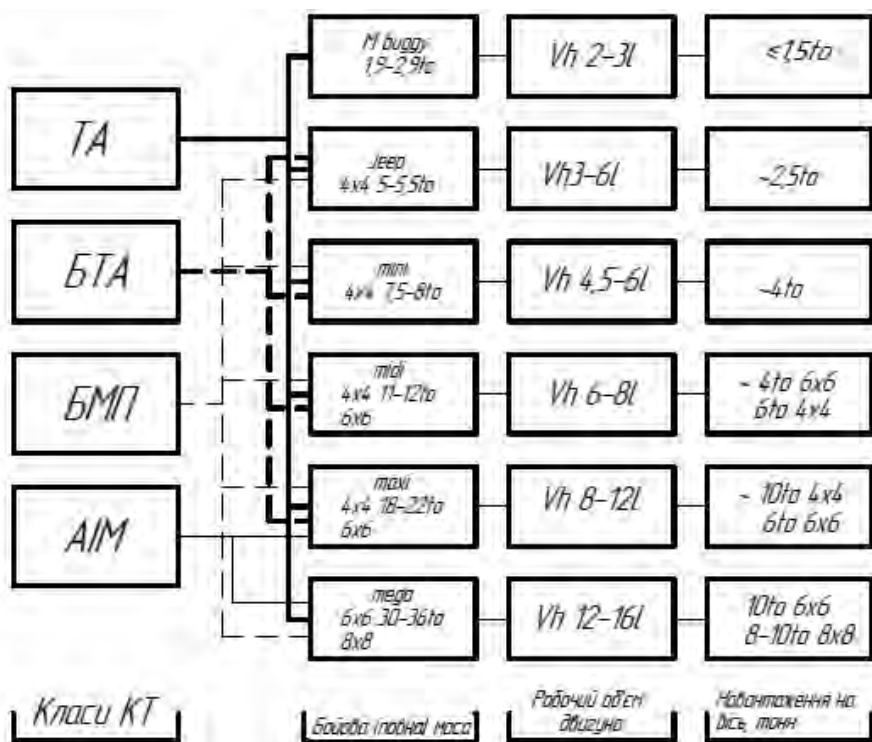 ТА
БТА
БМП
АІМ
Класи КТ
M buggy
1,9-2,9to
Jeep
4x4 5-5,5to
mini
4x4 7,5-8to
midi
4x4 11-12to
6x6
maxi
4x4 18-22to
6x6
mega
6x6 30-36to
8x8
Бойова (повна) маса
Vh 2-3l
Vh3-6l
Vh 4,5-6l
Vh 6-8l
Vh 8-12l
Vh 12-16l
Робочий об'єм
двигуна
≤1,5to
~2,5to
~4to
~ 4to 6x6
6to 4x4
~ 10to 4x4
6to 6x6
10to 6x6
8-10to 8x8
Навантаження на
вісь, тонн